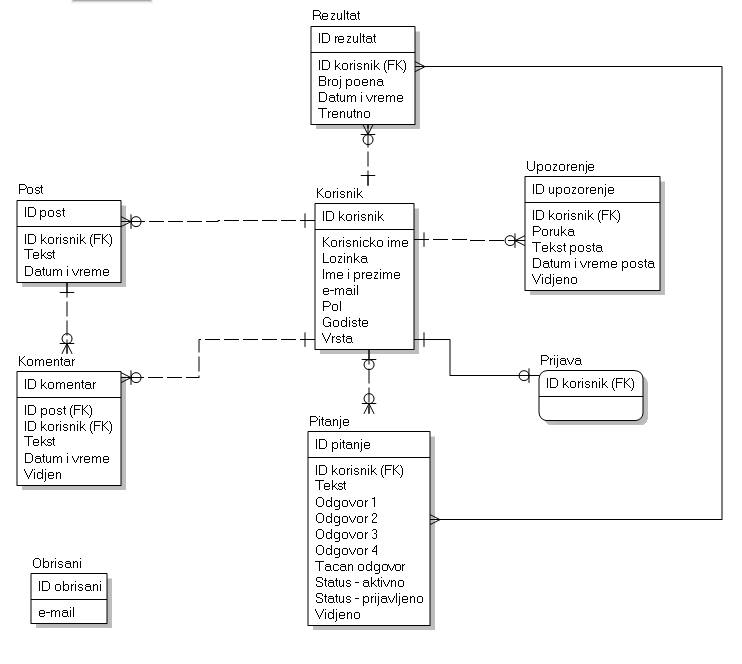 Rezultat
ID rezultat
ID korisnik (FK)
Broj poena
Datum i vreme
Trenutno
Upozorenje
ID upozorenje
ID korisnik (FK)
Poruka
Tekst posta
Datum i vreme posta
Vidjeno
Post
ID post
ID korisnik (FK)
Tekst
Datum i vreme
Korisnik
ID korisnik
Korisnicko ime
Lozinka
Ime i prezime
e-mail
Pol
Godiste
Vrsta
Komentar
ID komentar
ID post (FK)
ID korisnik (FK)
Tekst
Datum i vreme
Vidjen
Prijava
ID korisnik (FK)
Pitanje
ID pitanje
ID korisnik (FK)
Tekst
Odgovor 1
Odgovor 2
Odgovor 3
Odgovor 4
Tacan odgovor
Status - aktivno
Status - prijavljeno
Vidjeno
Obrisani
ID obrisani
e-mail